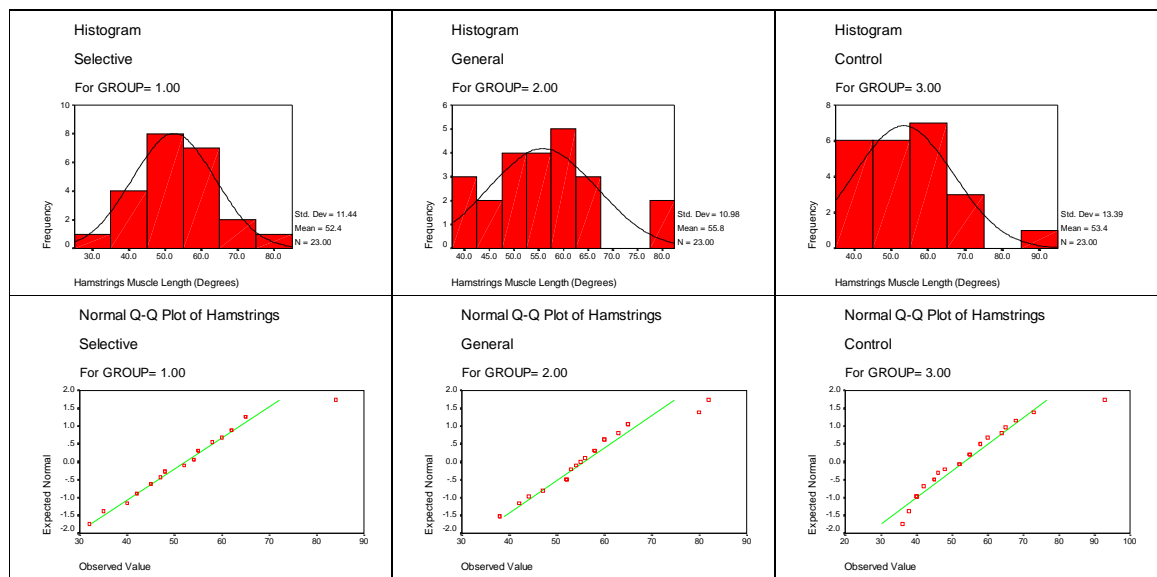 Histogram
Selective
For GROUP= 1.00
10
8
6
4
2
0
Frequency
30.0 40.0 50.0 60.0 70.0 80.0
Std. Dev = 11.44
Mean = 52.4
N = 23.00
Hamstrings Muscle Length (Degrees)
Histogram
General
For GROUP= 2.00
6
5
4
3
2
1
0
Frequency
40.0 45.0 50.0 55.0 60.0 65.0 70.0 75.0 80.0
Std. Dev = 10.98
Mean = 55.8
N = 23.00
Hamstrings Muscle Length (Degrees)
Histogram
Control
For GROUP= 3.00
8
6
4
2
0
Frequency
40.0 50.0 60.0 70.0 80.0 90.0
Std. Dev = 13.39
Mean = 53.4
N = 23.00
Hamstrings Muscle Length (Degrees)
Normal Q-Q Plot of Hamstrings
Selective
For GROUP= 1.00
2.0
1.5
1.0
.5
0.0
-.5
-1.0
-1.5
-2.0
Expected Normal
30 40 50 60 70 80 90
Observed Value
Normal Q-Q Plot of Hamstrings
General
For GROUP= 2.00
2.0
1.5
1.0
.5
0.0
-.5
-1.0
-1.5
-2.0
Expected Normal
30 40 50 60 70 80 90
Observed Value
Normal Q-Q Plot of Hamstrings
Control
For GROUP= 3.00
2.0
1.5
1.0
.5
0.0
-.5
-1.0
-1.5
-2.0
Expected Normal
20 30 40 50 60 70 80 90 100
Observed Value